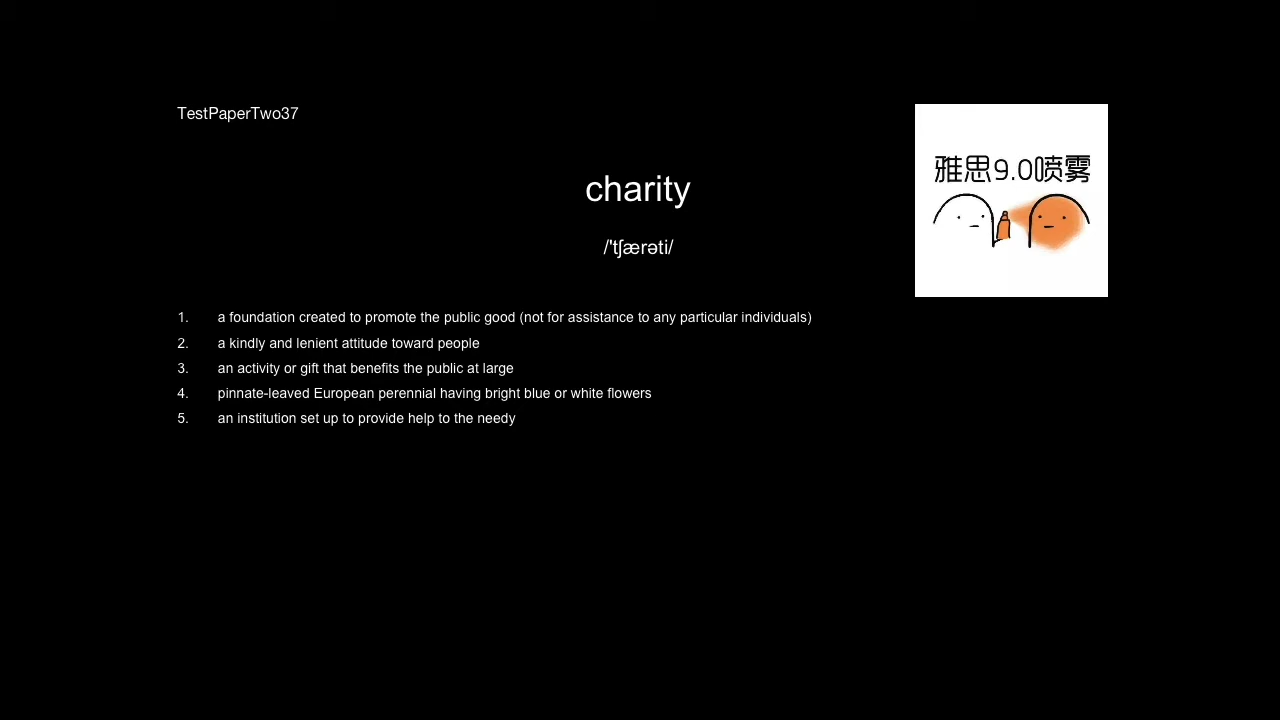 TestPaperTwo37
雅思9.0喷雾
charity
/'tʃærəti/
1. a foundation created to promote the public good (not for assistance to any particular individuals)
2. a kindly and lenient attitude toward people
3. an activity or gift that benefits the public at large
4. pinnate-leaved European perennial having bright blue or white flowers
5. an institution set up to provide help to the needy